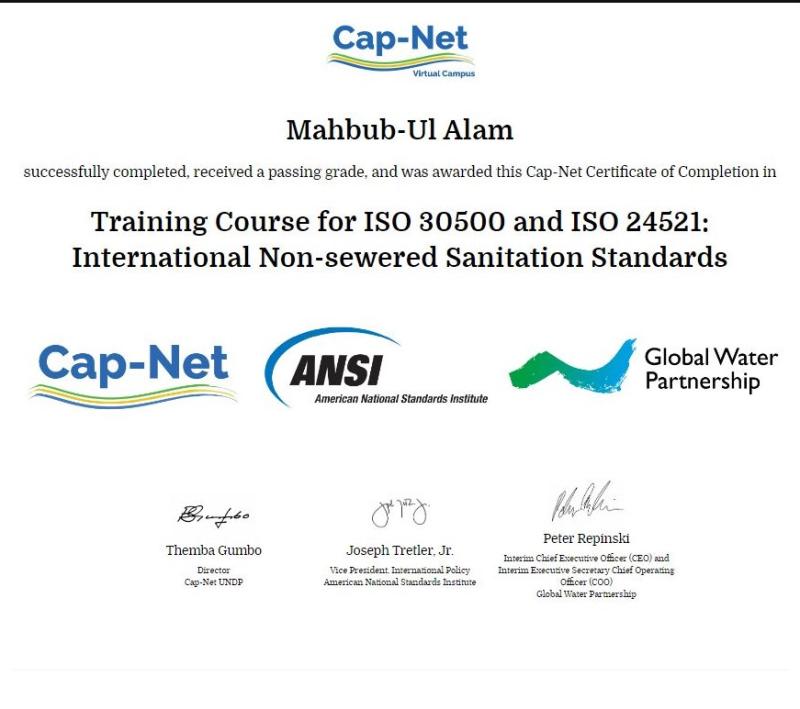 Cap-Net
Virtual Campus
Mahbub-Ul Alam
successfully completed, received a passing grade, and was awarded this Cap-Net Certificate of Completion in
Training Course for ISO 30500 and ISO 24521:
International Non-sewered Sanitation Standards
Cap-Net
ANSI
American National Standards Institute
Global Water
Partnership
Themba Gumbo
Director
Cap-Net UNDP
Joseph Tretler, Jr.
Vice President, International Policy
American National Standards Institute
Peter Repinski
Interim Chief Executive Officer (CEO) and
Interim Executive Secretary Chief Operating
Officer (COO)
Global Water Partnership